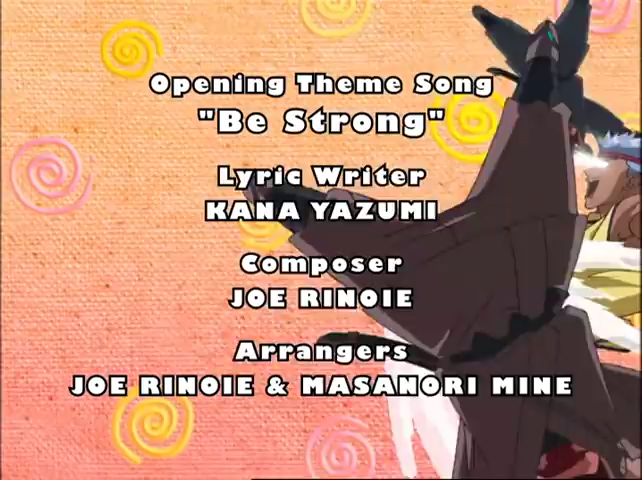 Opening Theme Song
"Be Strong"
Lyric Writer
KANA YAZUMI
Composer
JOE RINOIE
Arrangers
JOE RINOIE & MASANORI MINE